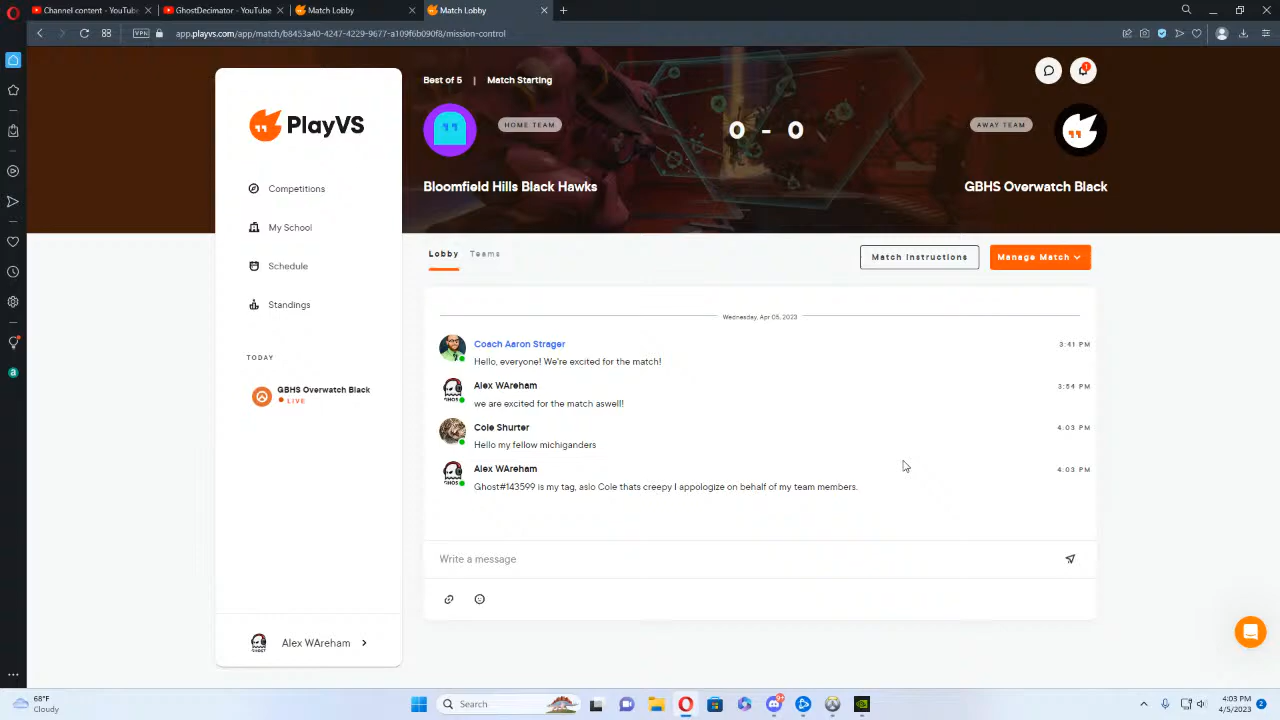 Channel content - YouTube
GhostDecimator - YouTube
Match Lobby
Match Lobby
VPN
app.playvs.com/app/match/b8453a40-4247-4229-9677-a109f6b090f8/mission-control
PlayVS
Competitions
My School
Schedule
Standings
TODAY
GBHS Overwatch Black
LIVE
Alex WAreham
Best of 5 | Match Starting
1
HOME TEAM
0 - 0
AWAY TEAM
Bloomfield Hills Black Hawks
GBHS Overwatch Black
Lobby Teams
Match Instructions
Manage Match
Wednesday, Apr 05, 2023
Coach Aaron Strager 3:41 PM
Hello, everyone! We're excited for the match!
Alex WAreham 3:54 PM
we are excited for the match aswell!
Cole Shurter 4:03 PM
Hello my fellow michiganders
Alex WAreham 4:03 PM
Ghost#143599 is my tag, aslo Cole thats creepy I appologize on behalf of my team members.
Write a message
68°F
Cloudy
Search
4:03 PM
4/5/2023
2